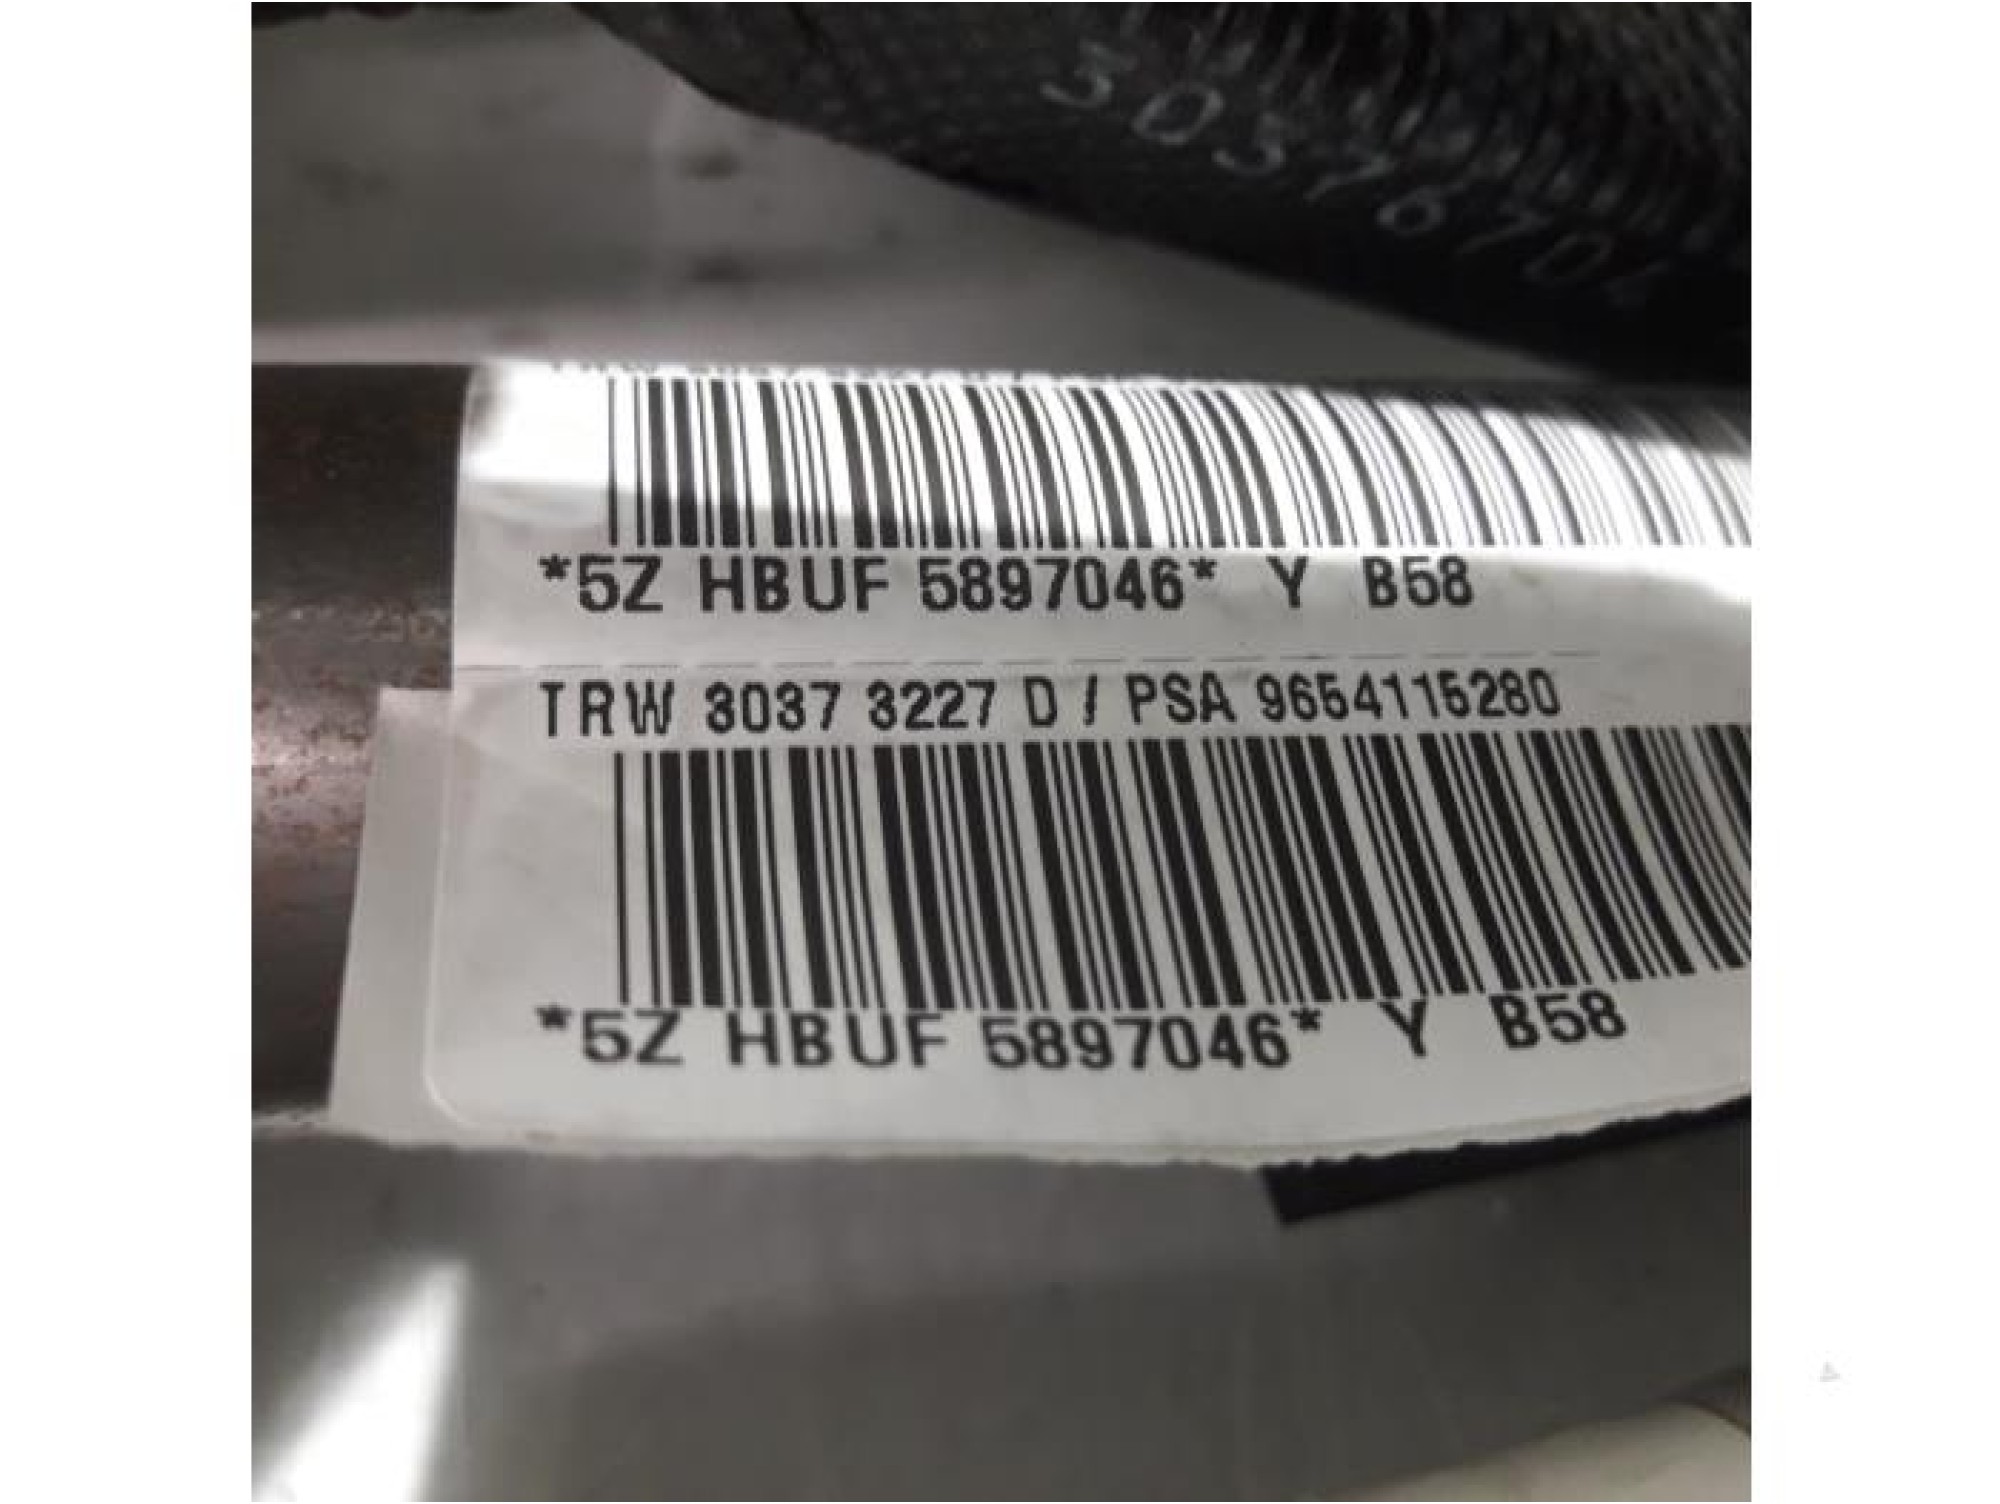 *5Z HBUF 5897046* Y B58
TRW 3037 3227 D / PSA 9654115280
*5Z HBUF 5897046* Y B58